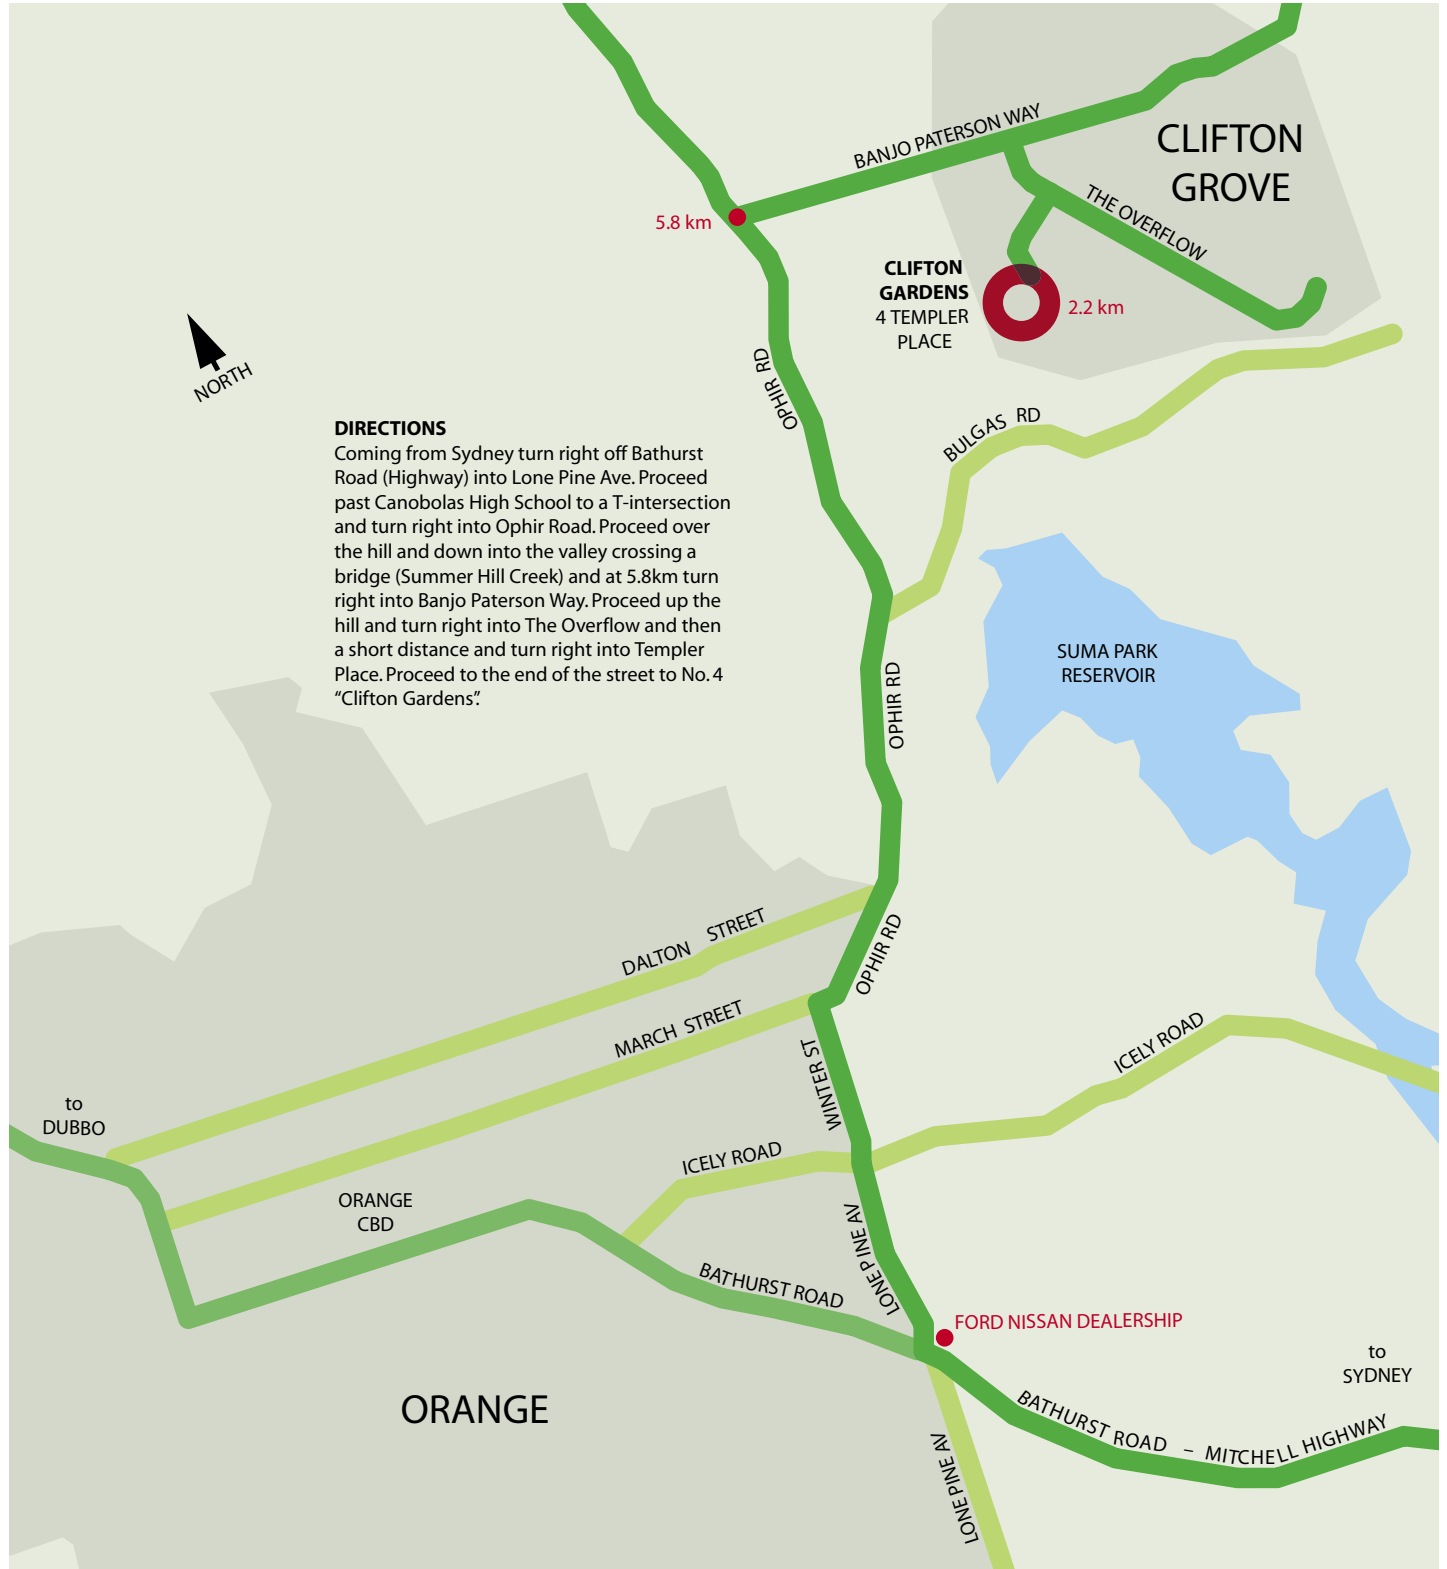 BANJO PATERSON WAY
CLIFTON
GROVE
THE OVERFLOW
5.8 km
CLIFTON
GARDENS
4 TEMPLER
PLACE
2.2 km
NORTH
OPHIR RD
BULGAS RD
DIRECTIONS
Coming from Sydney turn right off Bathurst
Road (Highway) into Lone Pine Ave. Proceed
past Canobolas High School to a T-intersection
and turn right into Ophir Road. Proceed over
the hill and down into the valley crossing a
bridge (Summer Hill Creek) and at 5.8km turn
right into Banjo Paterson Way. Proceed up the
hill and turn right into The Overflow and then
a short distance and turn right into Templer
Place. Proceed to the end of the street to No. 4
“Clifton Gardens”.
SUMA PARK
RESERVOIR
OPHIR RD
DALTON STREET
OPHIR RD
MARCH STREET
WINTER ST
ICELY ROAD
to
DUBBO
ICELY ROAD
ORANGE
CBD
LONE PINE AV
BATHURST ROAD
FORD NISSAN DEALERSHIP
to
SYDNEY
ORANGE
BATHURST ROAD – MITCHELL HIGHWAY
LONE PINE AV